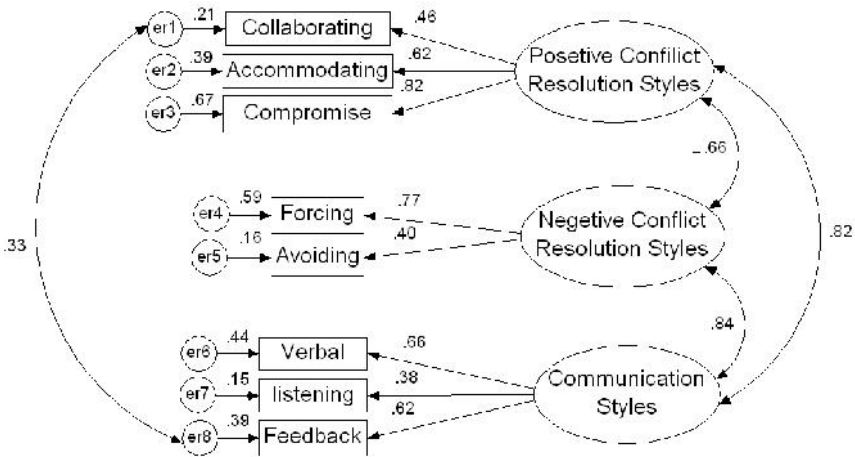 er1
.21
Collaborating
.46
er2
.39
Accommodating
.62
er3
.67
Compromise
.82
Posetive Confilict
Resolution Styles
_ .66
er4
.59
Forcing
.77
er5
.16
Avoiding
.40
Negetive Conflict
Resolution Styles
.33
.82
.84
er6
.44
Verbal
.66
er7
.15
listening
.38
er8
.39
Feedback
.62
Communication
Styles